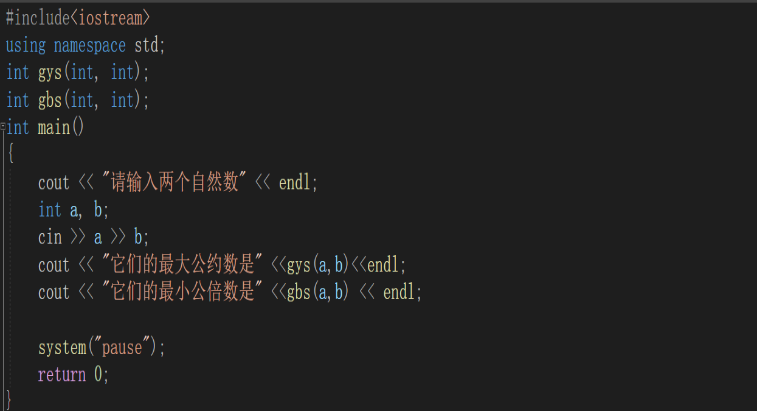 #include<iostream>
using namespace std;
int gys(int, int);
int gbs(int, int);
int main()
{
cout << "请输入两个自然数" << endl;
int a, b;
cin >> a >> b;
cout << "它们的最大公约数是" <<gys(a,b)<<endl;
cout << "它们的最小公倍数是" <<gbs(a,b) << endl;
system("pause");
return 0;
}